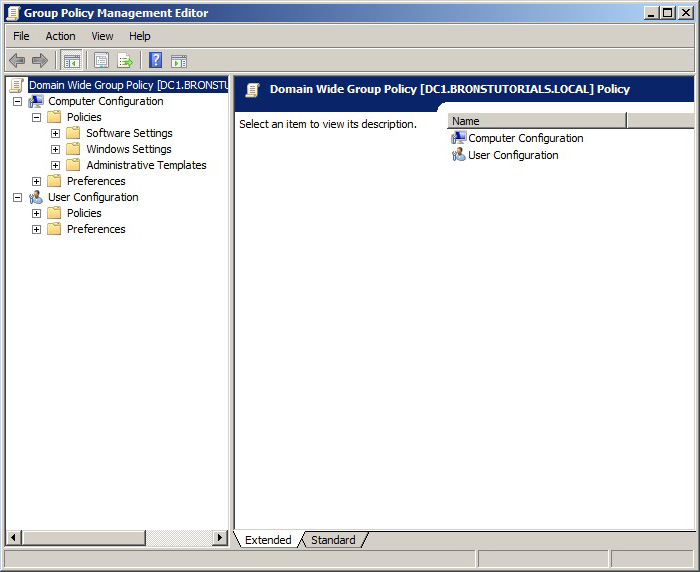 Group Policy Management Editor
File Action View Help
Domain Wide Group Policy [DC1.BRONSTU
Computer Configuration
Policies
Software Settings
Windows Settings
Administrative Templates
Preferences
User Configuration
Policies
Preferences
Domain Wide Group Policy [DC1.BRONSTUTORIALS.LOCAL] Policy
Select an item to view its description.
Name
Computer Configuration
User Configuration
Extended Standard